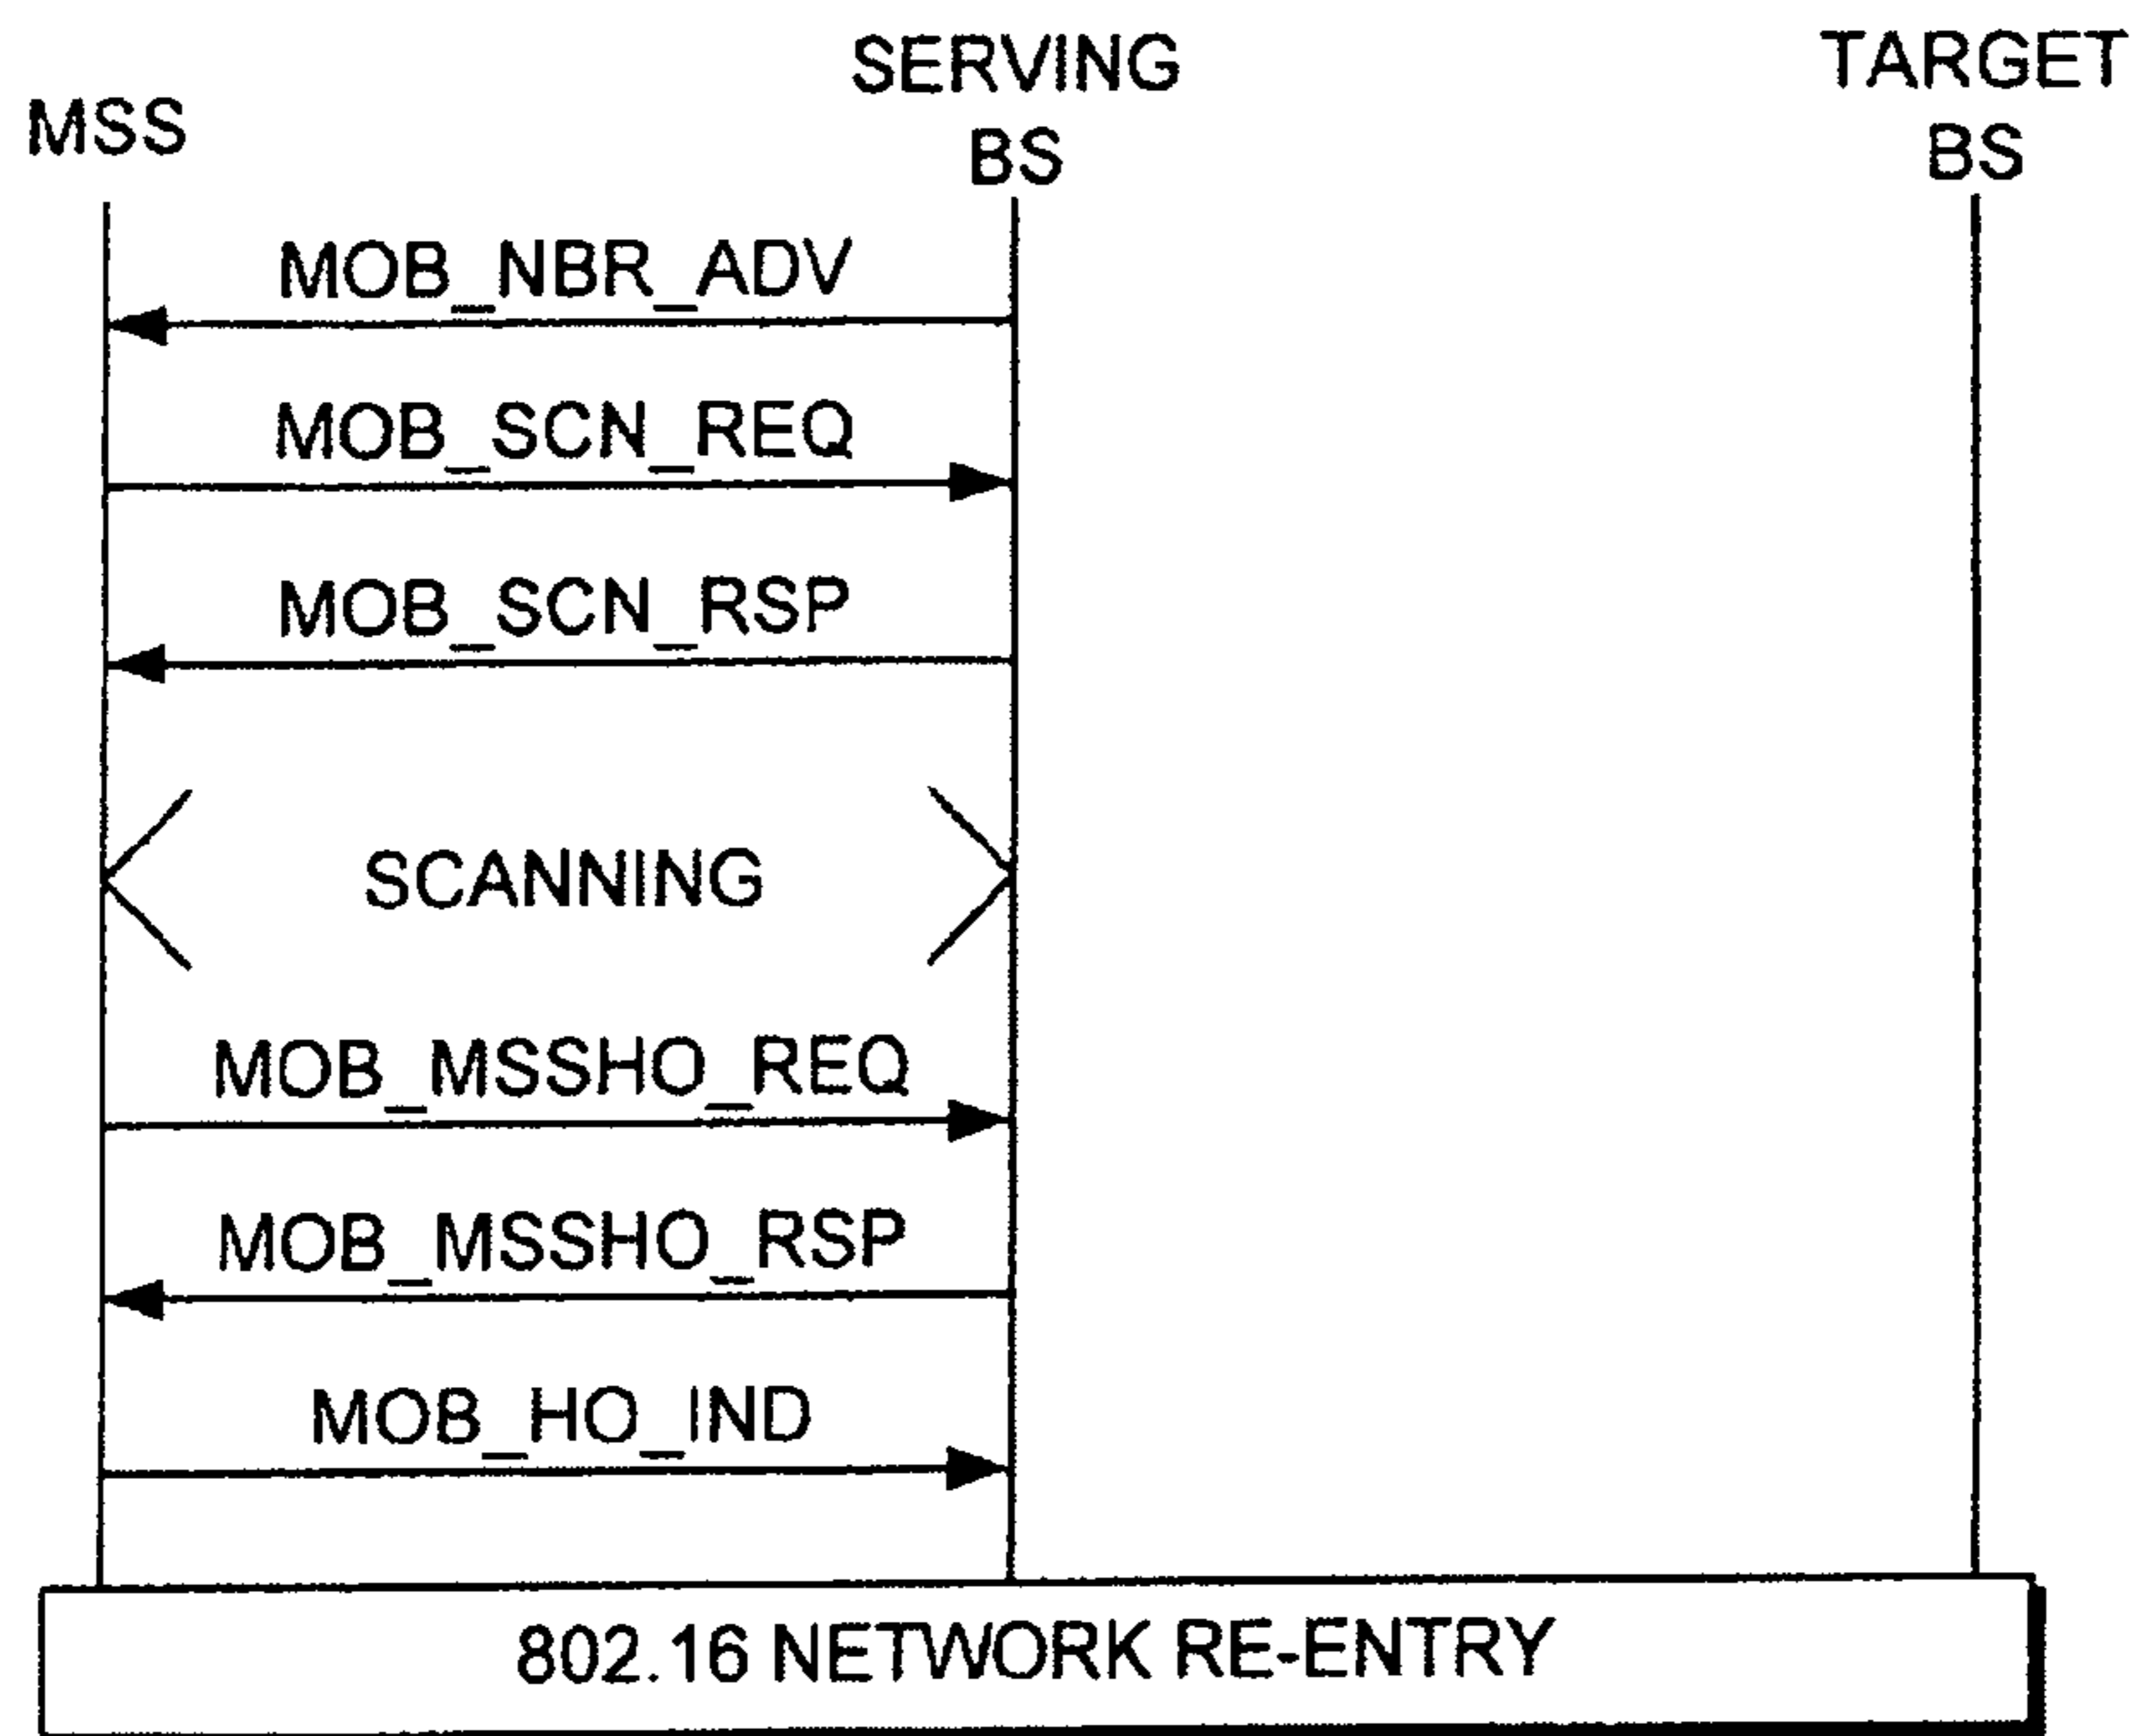 MSS
SERVING
BS
TARGET
BS
MOB_NBR_ADV
MOB_SCN_REQ
MOB_SCN_RSP
SCANNING
MOB_MSSHO_REQ
MOB_MSSHO_RSP
MOB_HO_IND
802.16 NETWORK RE-ENTRY